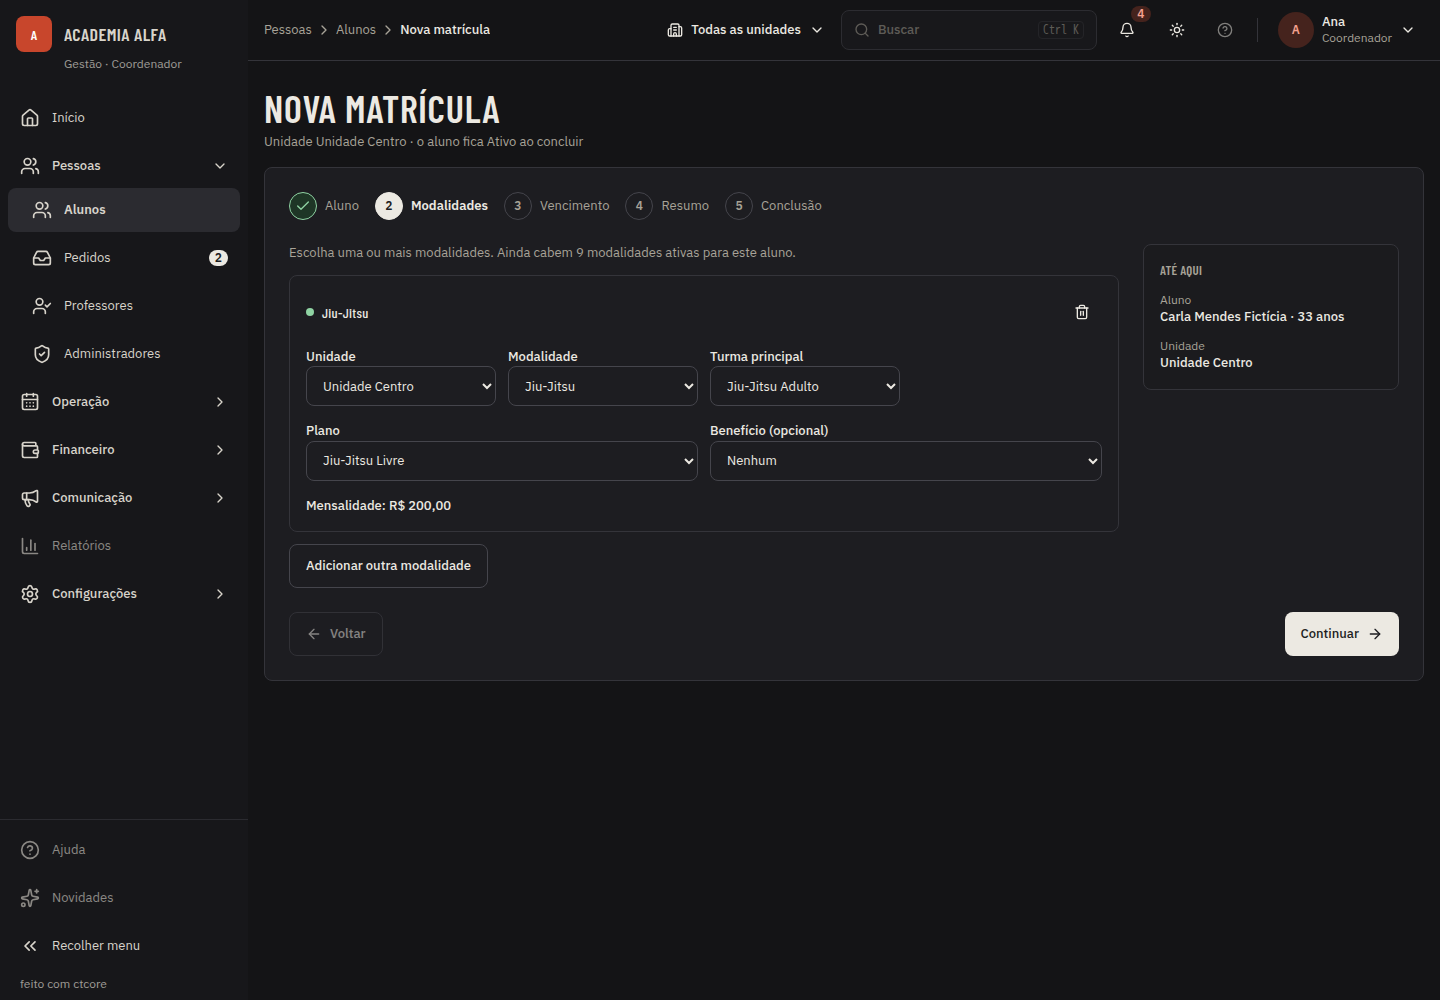 A
ACADEMIA ALFA
Gestão · Coordenador
Início
Pessoas
Alunos
Pedidos 2
Professores
Administradores
Operação
Financeiro
Comunicação
Relatórios
Configurações
Ajuda
Novidades
Recolher menu
feito com ctcore
Pessoas > Alunos > Nova matrícula
Todas as unidades
Buscar Ctrl K
4
A
Ana
Coordenador
NOVA MATRÍCULA
Unidade Unidade Centro · o aluno fica Ativo ao concluir
Aluno 2 Modalidades 3 Vencimento 4 Resumo 5 Conclusão
Escolha uma ou mais modalidades. Ainda cabem 9 modalidades ativas para este aluno.
Jiu-Jitsu
Unidade Modalidade Turma principal
Unidade Centro Jiu-Jitsu Jiu-Jitsu Adulto
Plano Benefício (opcional)
Jiu-Jitsu Livre Nenhum
Mensalidade: R$ 200,00
Adicionar outra modalidade
Voltar
Continuar
ATÉ AQUI
Aluno
Carla Mendes Fictícia · 33 anos
Unidade
Unidade Centro